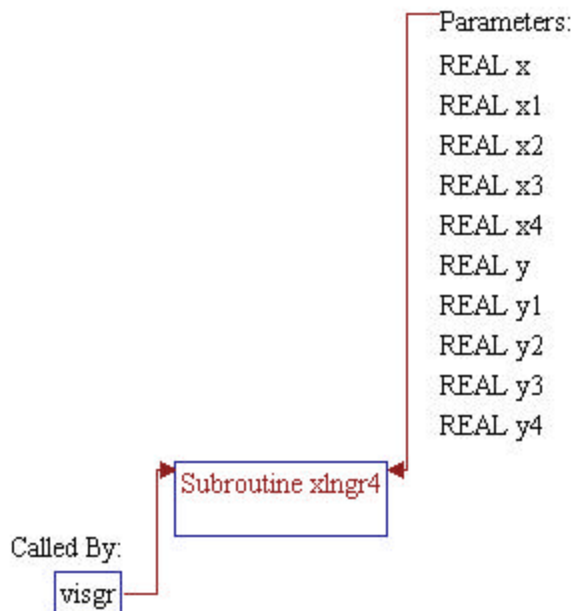 Parameters:
REAL x
REAL x1
REAL x2
REAL x3
REAL x4
REAL y
REAL y1
REAL y2
REAL y3
REAL y4
Subroutine xlngr4
Called By:
visgr